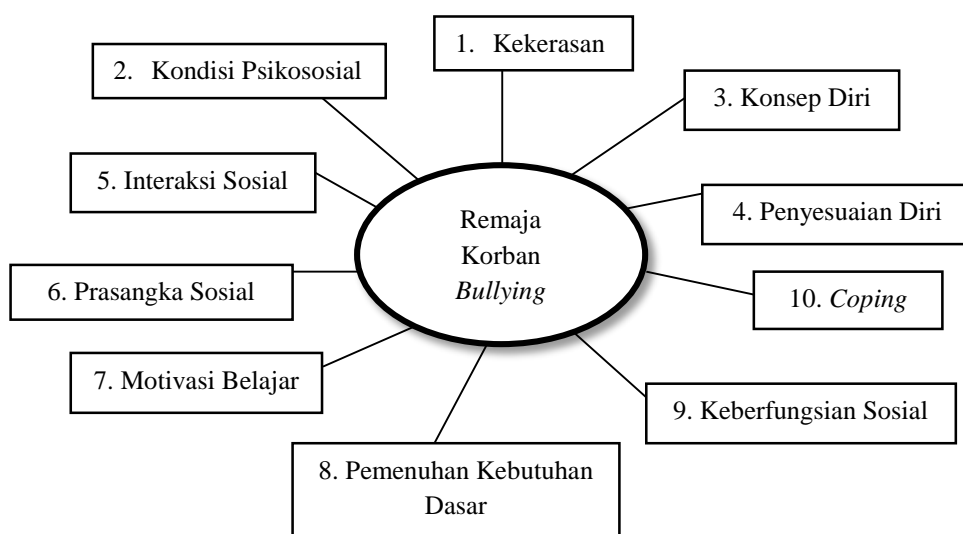 1. Kekerasan
2. Kondisi Psikososial
3. Konsep Diri
5. Interaksi Sosial
4. Penyesuaian Diri
Remaja
Korban
Bullying
6. Prasangka Sosial
10. Coping
7. Motivasi Belajar
9. Keberfungsian Sosial
8. Pemenuhan Kebutuhan
Dasar